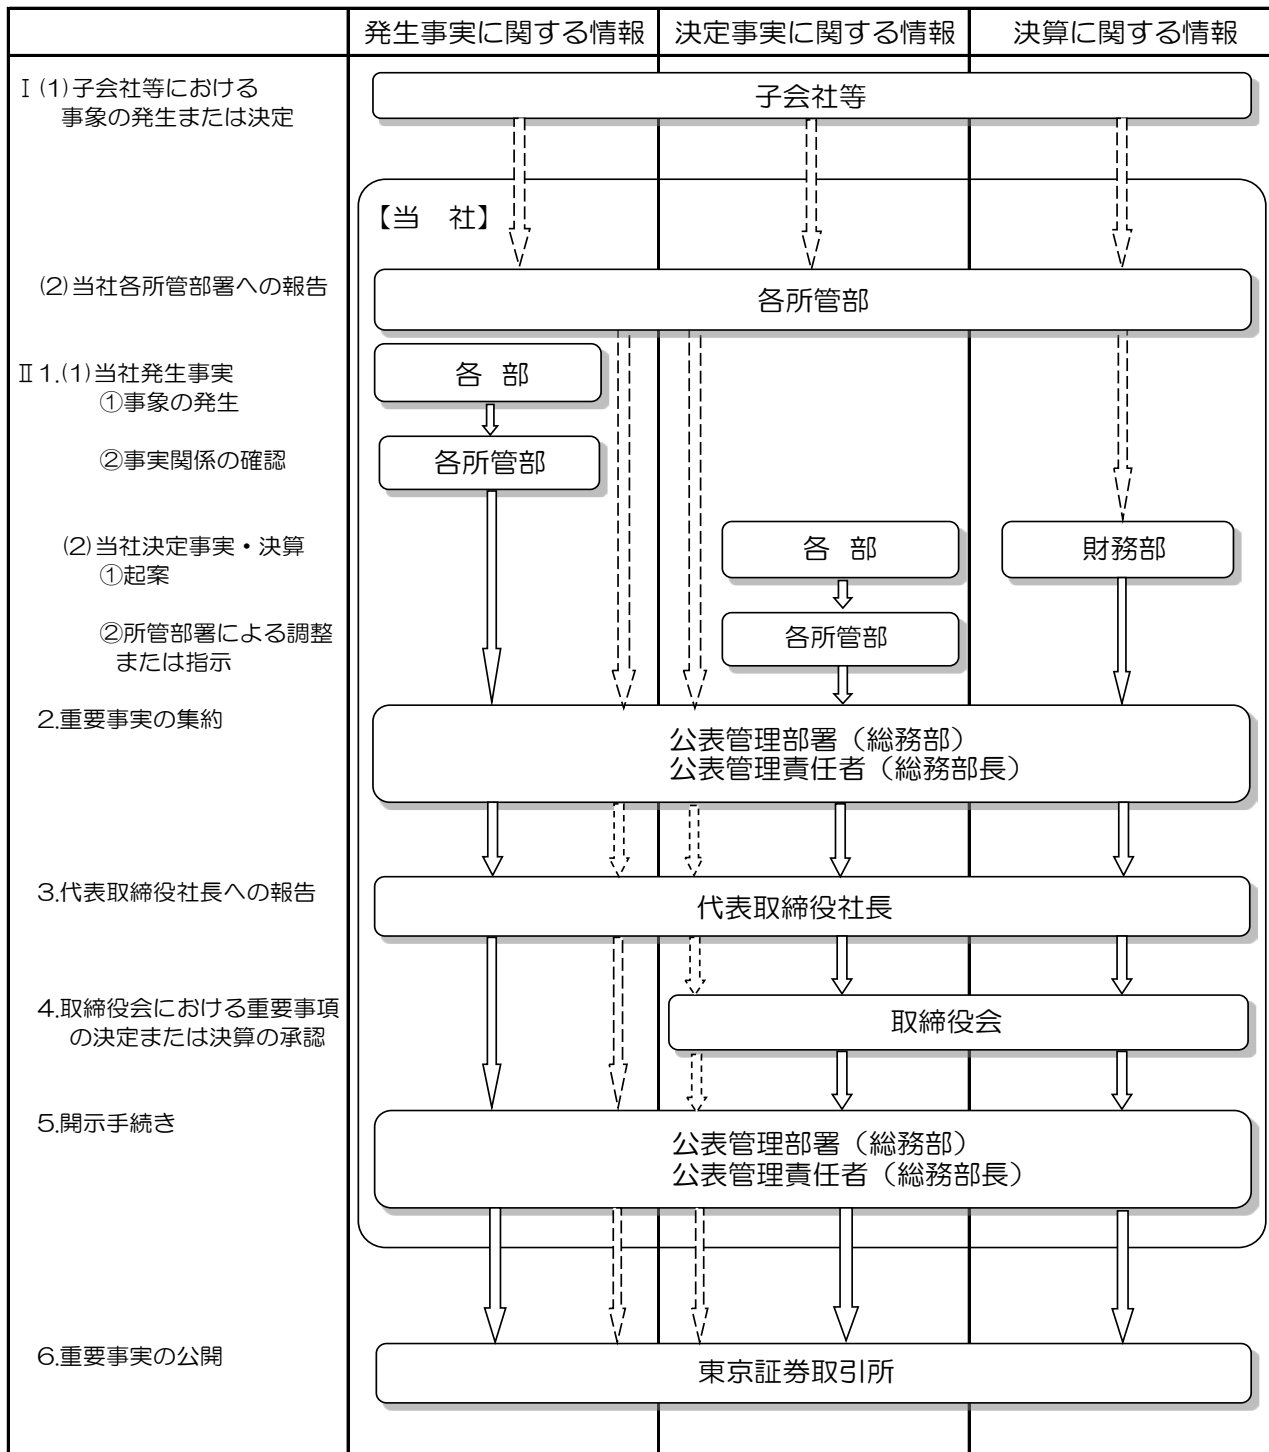 発生事実に関する情報
決定事実に関する情報
決算に関する情報
Ⅰ(1)子会社等における
事象の発生または決定
子会社等
【当　社】
(2)当社各所管部署への報告
各所管部
Ⅱ1.(1)当社発生事実
①事象の発生
各　部
②事実関係の確認
各所管部
(2)当社決定事実・決算
①起案
各　部
財務部
②所管部署による調整
または指示
各所管部
2.重要事実の集約
公表管理部署（総務部）
公表管理責任者（総務部長）
3.代表取締役社長への報告
代表取締役社長
4.取締役会における重要事項
の決定または決算の承認
取締役会
5.開示手続き
公表管理部署（総務部）
公表管理責任者（総務部長）
6.重要事実の公開
東京証券取引所